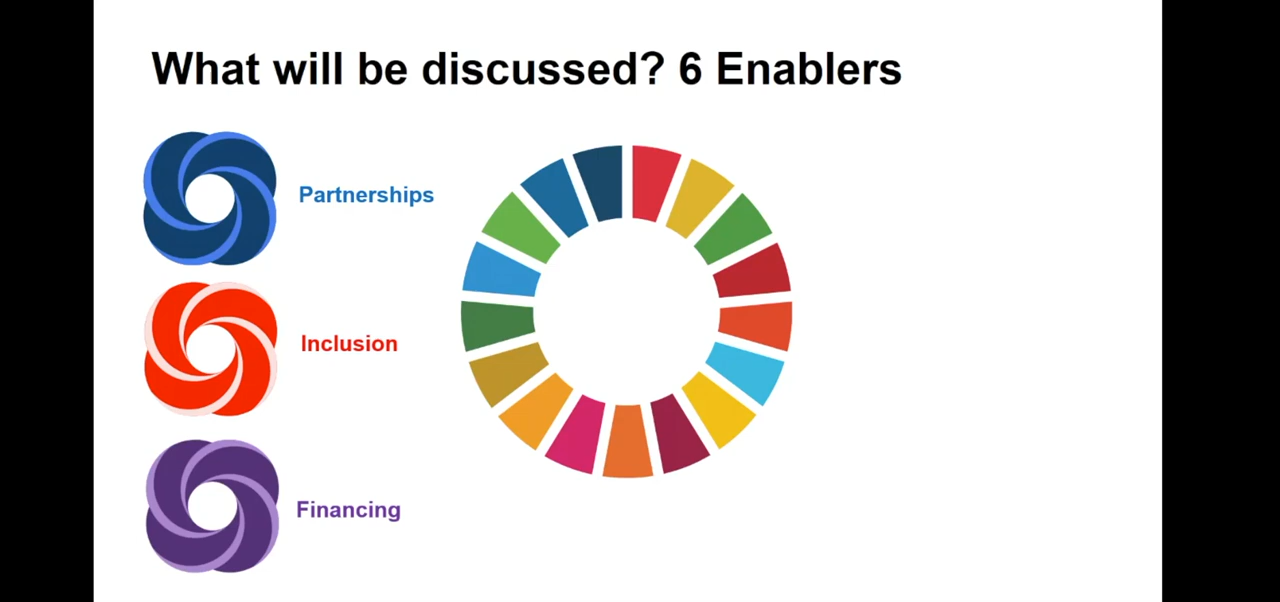 What will be discussed? 6 Enablers
Partnerships
Inclusion
Financing